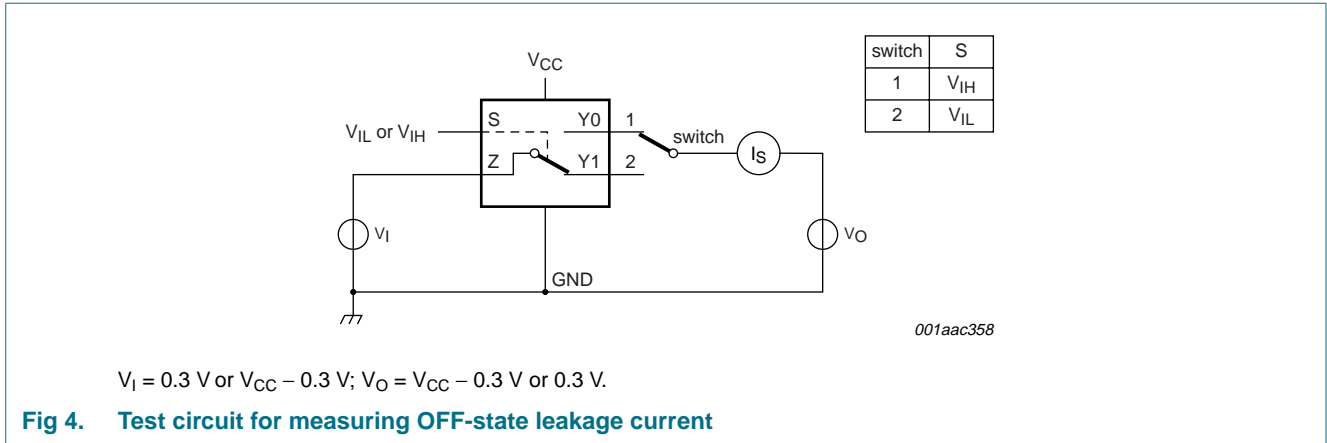 switch S
1 VIH
2 VIL
VCC
VIL or VIH
S
Y0
1
switch
IS
Z
Y1
2
VI
VO
GND
001aac358
VI = 0.3 V or VCC − 0.3 V; VO = VCC − 0.3 V or 0.3 V.
Fig 4. Test circuit for measuring OFF-state leakage current